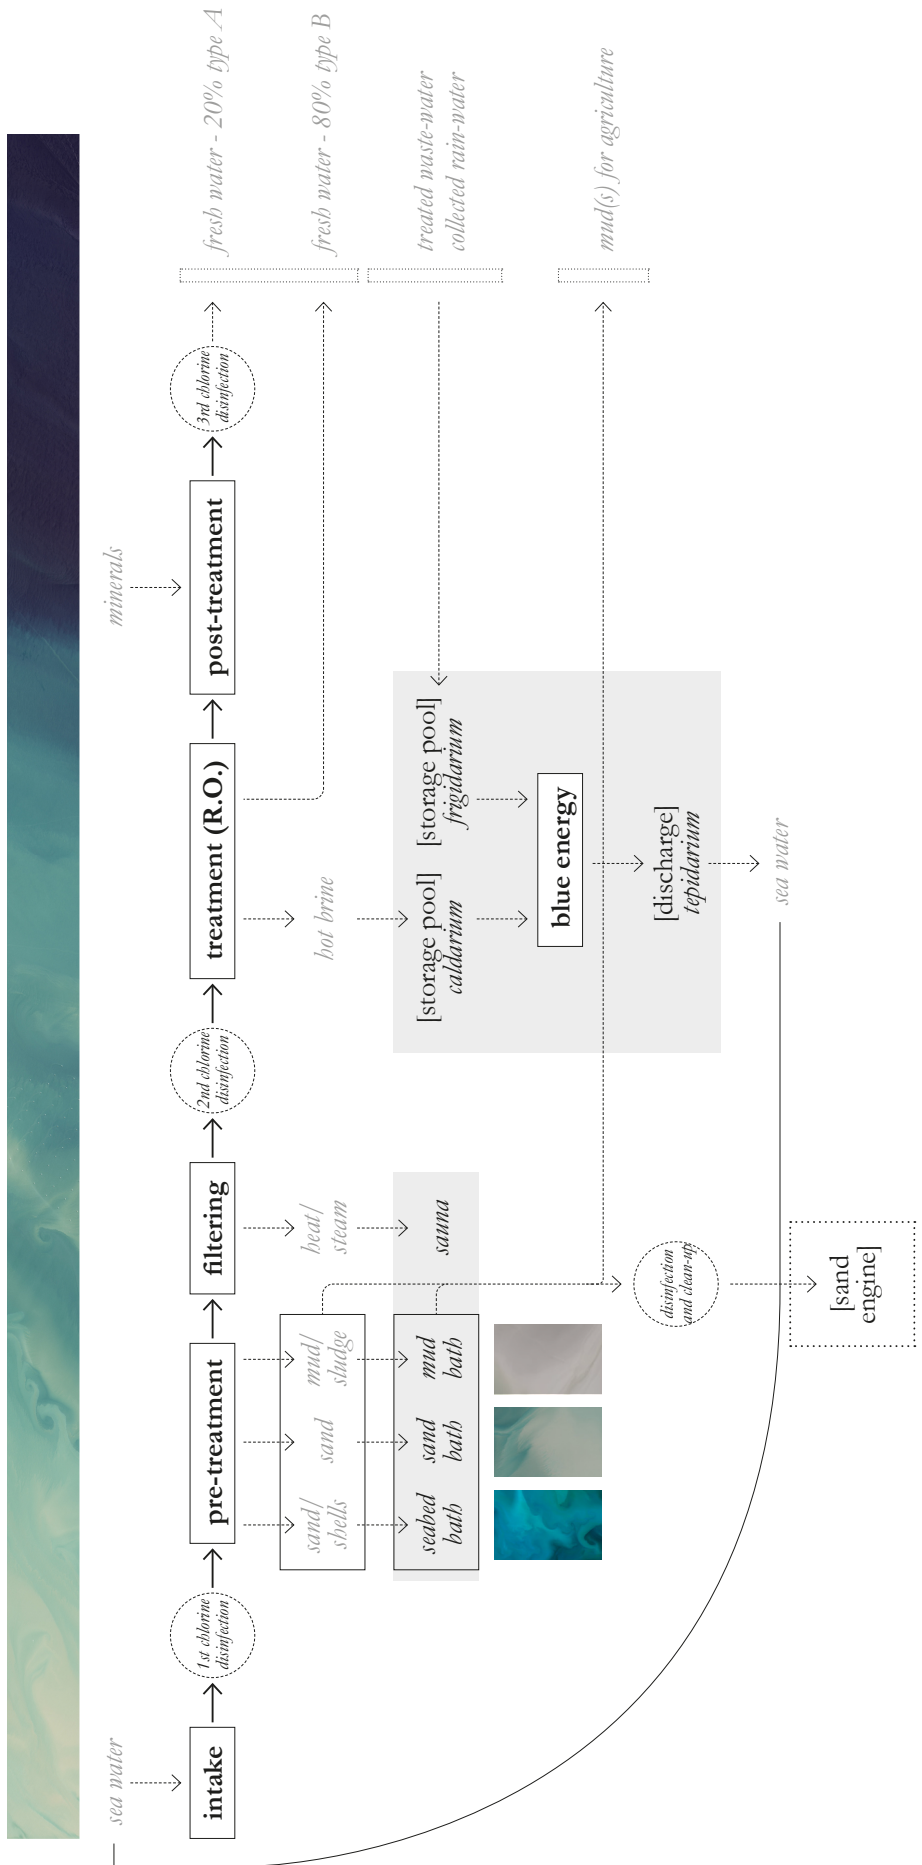 sea water
minerals
intake
1st chlorine
disinfection
pre-treatment
filtering
2nd chlorine
disinfection
treatment (R.O.)
post-treatment
3rd chlorine
disinfection
fresh water - 20% type A
sand/
shells
sand
mud/
sludge
heat/
steam
hot brine
fresh water - 80% type B
seabed
bath
sand
bath
mud
bath
sauna
[storage pool]
caldarium
[storage pool]
frigidarium
treated waste-water
collected rain-water
blue energy
mud(s) for agriculture
disinfection
and clean-up
[discharge]
tepidarium
sea water
[sand
engine]